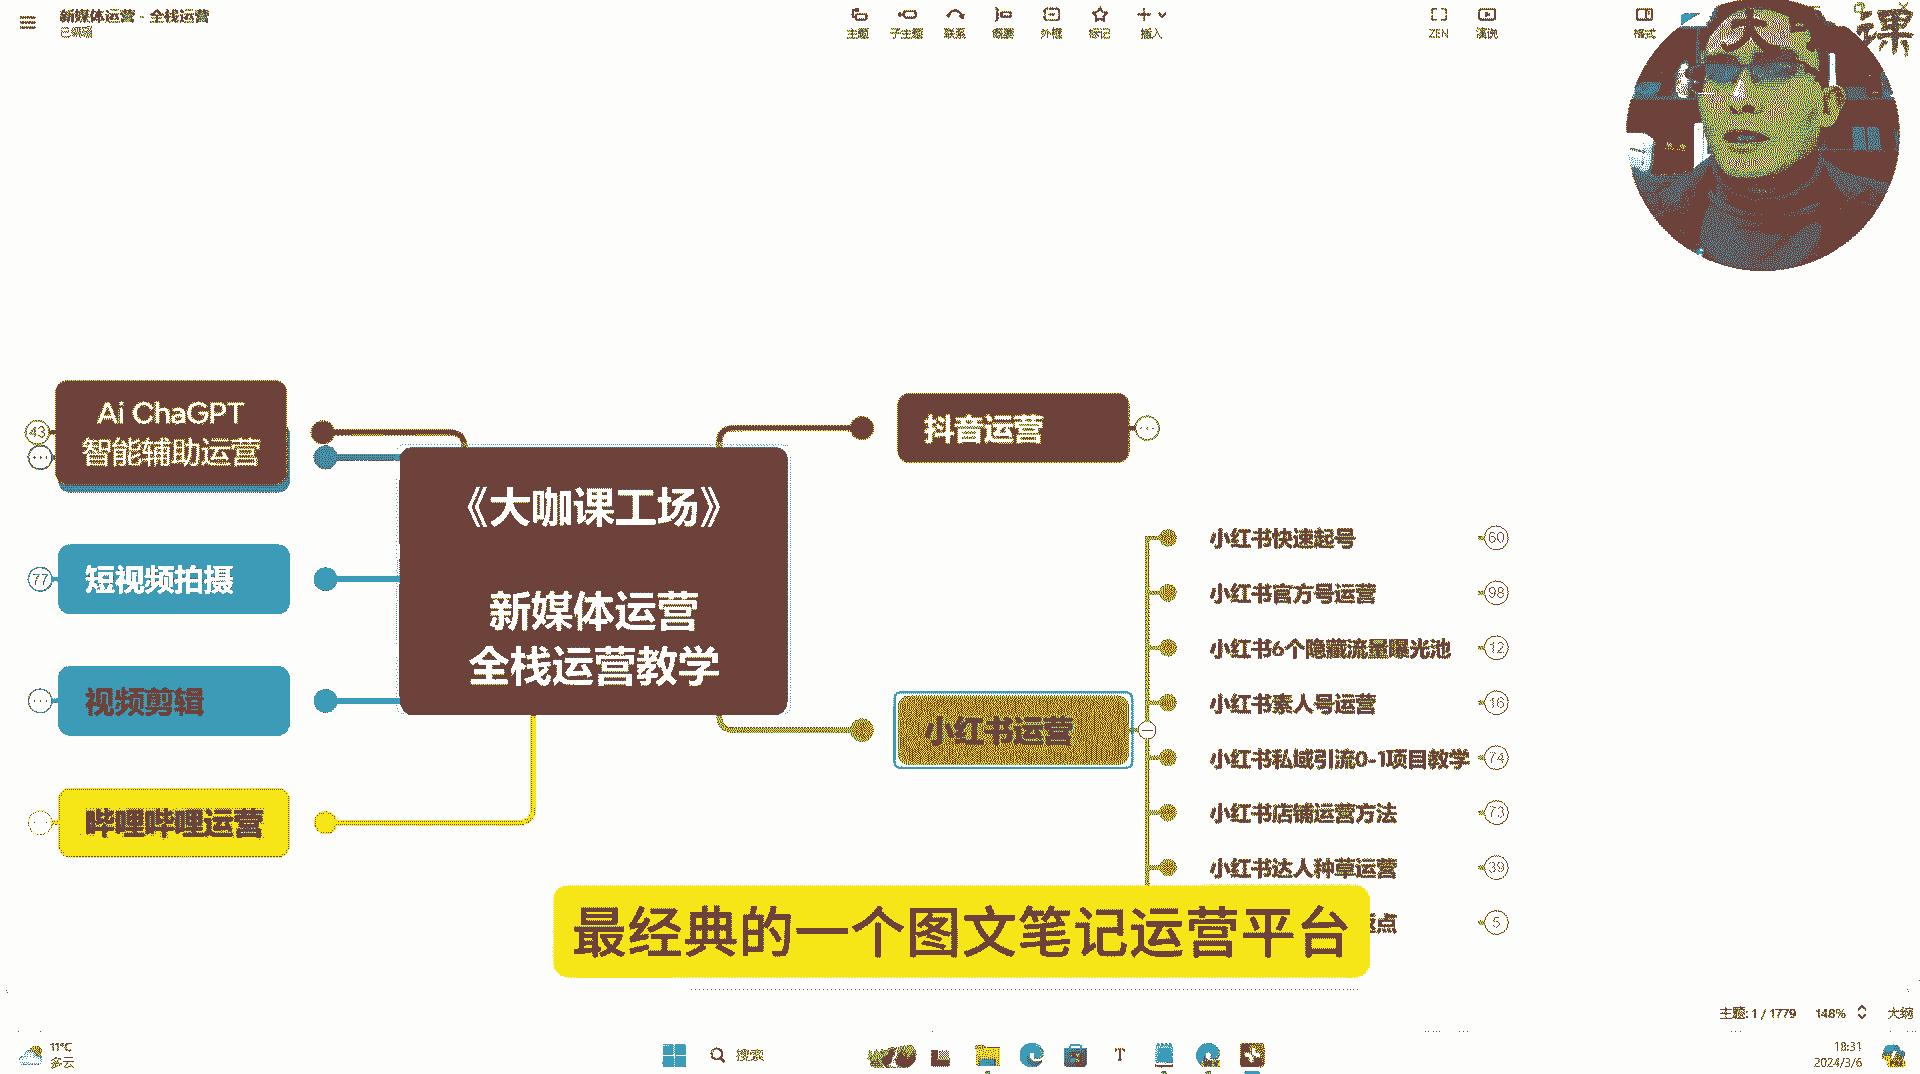 新媒体运营 - 全栈运营
已编辑
主题
子主题
联系
概要
外框
标记
插入
ZEN
演说
格式
大
课
Ai ChaGPT
智能辅助运营
43
短视频拍摄
77
视频剪辑
哔哩哔哩运营
《大咖课工场》
新媒体运营
全栈运营教学
抖音运营
小红书运营
小红书快速起号
60
小红书官方号运营
98
小红书6个隐藏流量曝光池
12
小红书素人号运营
16
小红书私域引流0-1项目教学
74
小红书店铺运营方法
73
小红书达人种草运营
39
点
5
最经典的一个图文笔记运营平台
主题: 1 / 1779
148%
大纲
11°C
多云
搜索
18:31
2024/3/6